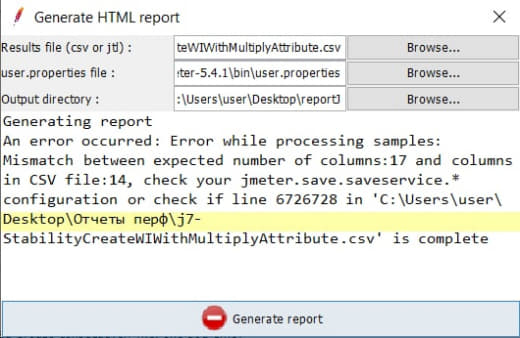 Generate HTML report
Results file (csv or jtl) : teWIWithMultiplyAttribute.csv Browse...
user.properties file : ter-5.4.1\bin\user.properties Browse...
Output directory : :\Users\user\Desktop\reportJ Browse...
Generating report
An error occurred: Error while processing samples:
Mismatch between expected number of columns:17 and columns
in CSV file:14, check your jmeter.save.saveservice.*
configuration or check if line 6726728 in 'C:\Users\user\
Desktop\Отчеты перф\j7-
StabilityCreateWIWithMultiplyAttribute.csv' is complete
Generate report